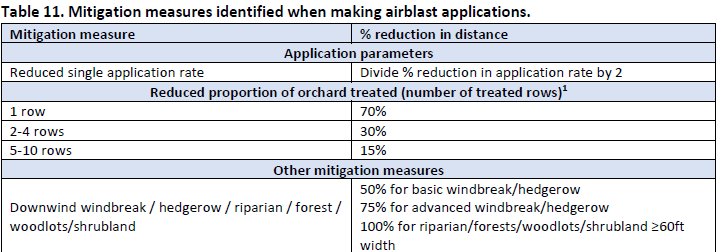 Table 11. Mitigation measures identified when making airblast applications.
Mitigation measure % reduction in distance
Application parameters
Reduced single application rate Divide % reduction in application rate by 2
Reduced proportion of orchard treated (number of treated rows)¹
1 row 70%
2-4 rows 30%
5-10 rows 15%
Other mitigation measures
Downwind windbreak / hedgerow / riparian / forest /
woodlots/shrubland
50% for basic windbreak/hedgerow
75% for advanced windbreak/hedgerow
100% for riparian/forests/woodlots/shrubland ≥60ft
width